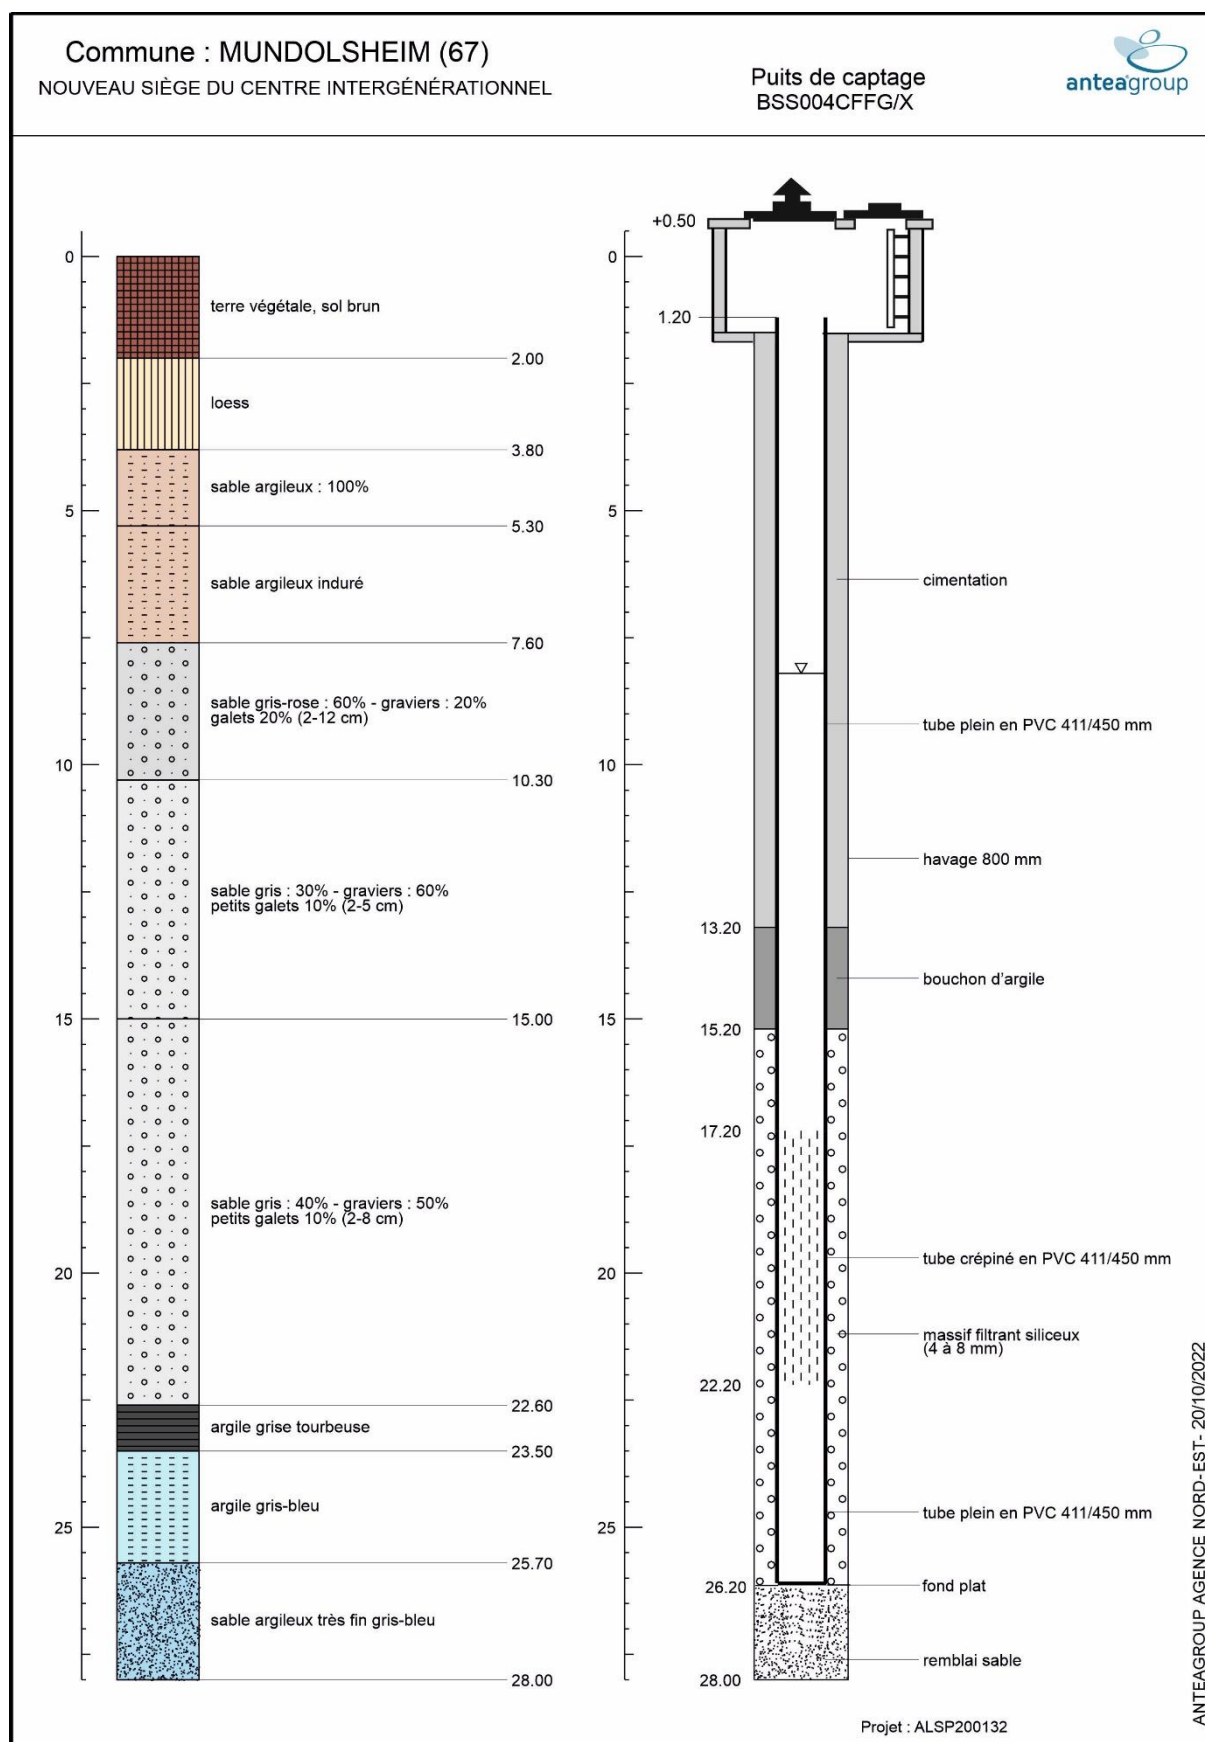 Commune : MUNDOLSHEIM (67)
NOUVEAU SIÈGE DU CENTRE INTERGÉNÉRATIONNEL
Puits de captage
BSS004CFFG/X
anteagroup
0
5
10
15
20
25
terre végétale, sol brun
2.00
loess
3.80
sable argileux : 100%
5.30
sable argileux induré
7.60
sable gris-rose : 60% - graviers : 20%
galets 20% (2-12 cm)
10.30
sable gris : 30% - graviers : 60%
petits galets 10% (2-5 cm)
15.00
sable gris : 40% - graviers : 50%
petits galets 10% (2-8 cm)
22.60
argile grise tourbeuse
23.50
argile gris-bleu
25.70
sable argileux très fin gris-bleu
28.00
0
5
10
15
20
25
+0.50
1.20
cimentation
tube plein en PVC 411/450 mm
havage 800 mm
13.20
bouchon d'argile
15.20
17.20
tube crépiné en PVC 411/450 mm
massif filtrant siliceux
(4 à 8 mm)
22.20
tube plein en PVC 411/450 mm
26.20
fond plat
remblai sable
28.00
Projet : ALSP200132
ANTEAGROUP AGENCE NORD-EST- 20/10/2022